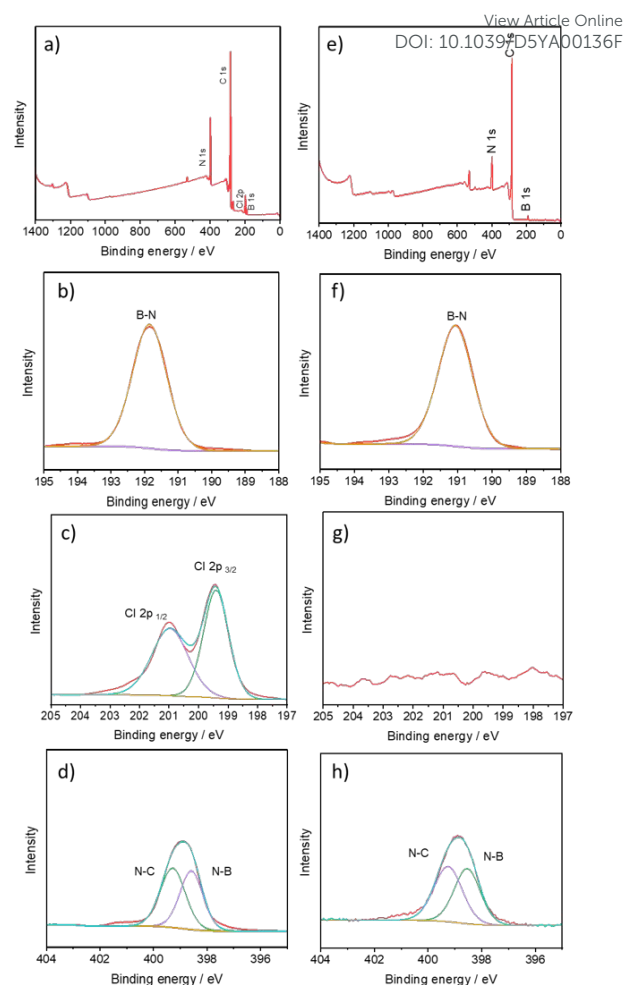 View Article Online
DOI: 10.1039/D5YA00136F
a)
Intensity
N 1s
C 1s
Cl 2p
B 1s
1400 1200 1000 800 600 400 200 0
Binding energy / eV
e)
Intensity
N 1s
C 1s
B 1s
1400 1200 1000 800 600 400 200 0
Binding energy / eV
b)
B-N
Intensity
195 194 193 192 191 190 189 188
Binding energy / eV
f)
B-N
Intensity
195 194 193 192 191 190 189 188
Binding energy / eV
c)
Cl 2p 3/2
Cl 2p 1/2
Intensity
205 204 203 202 201 200 199 198 197
Binding energy / eV
g)
Intensity
205 204 203 202 201 200 199 198 197
Binding energy / eV
d)
N-C N-B
Intensity
404 402 400 398 396
Binding energy / eV
h)
N-C N-B
Intensity
404 402 400 398 396
Binding energy / eV